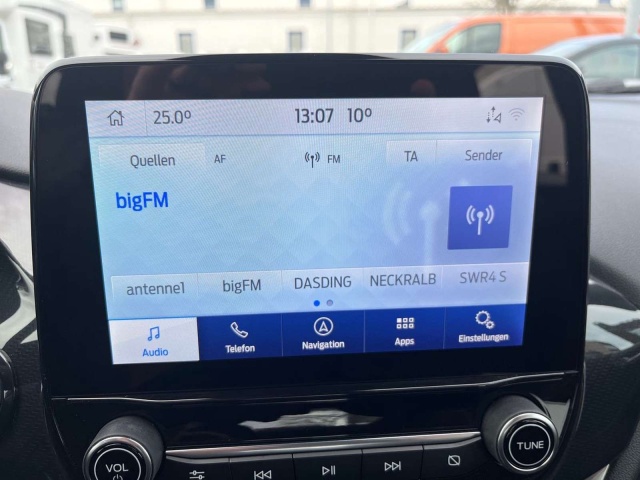 25.0° 13:07 10°
Quellen AF FM TA Sender
bigFM
antenne1 bigFM DASDING NECKRALB SWR4 S
Audio Telefon Navigation Apps Einstellungen
VOL TUNE